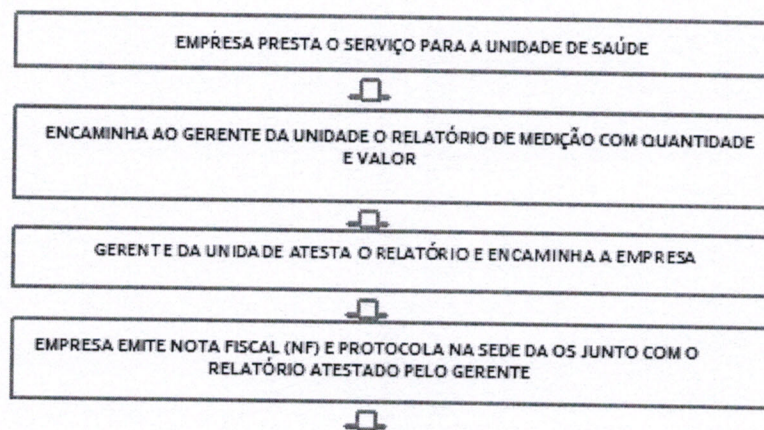 EMPRESA PRESTA O SERVIÇO PARA A UNIDADE DE SAÚDE
ENCAMINHA AO GERENTE DA UNIDADE O RELATÓRIO DE MEDIÇÃO COM QUANTIDADE
E VALOR
GERENTE DA UNIDADE ATESTA O RELATÓRIO E ENCAMINHA A EMPRESA
EMPRESA EMITE NOTA FISCAL (NF) E PROTOCOLA NA SEDE DA OS JUNTO COM O
RELATÓRIO ATESTADO PELO GERENTE